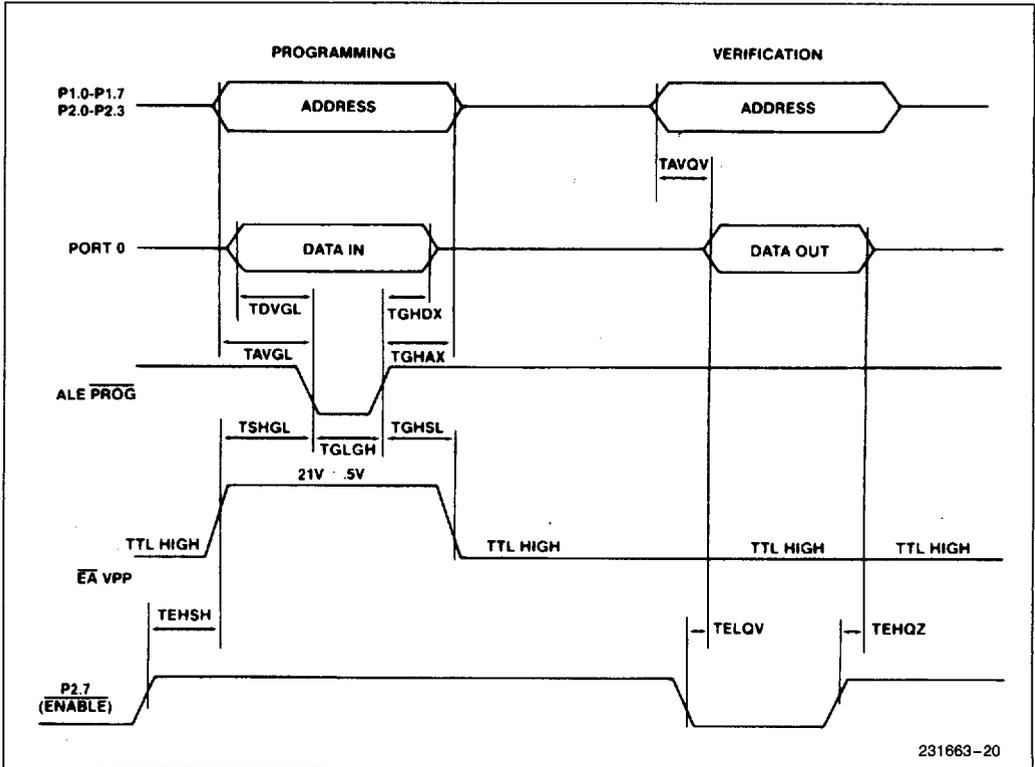 PROGRAMMING VERIFICATION
P1.0-P1.7
P2.0-P2.3
ADDRESS ADDRESS
TAVQV
PORT 0 DATA IN DATA OUT
TDVGL TGHDX
TAVGL TGHAX
ALE PROG
TSHGL TGLGH TGHSL
21V .5V
TTL HIGH TTL HIGH TTL HIGH TTL HIGH
EA VPP
TEHSH TELQV TEHQZ
P2.7
(ENABLE)
231663-20